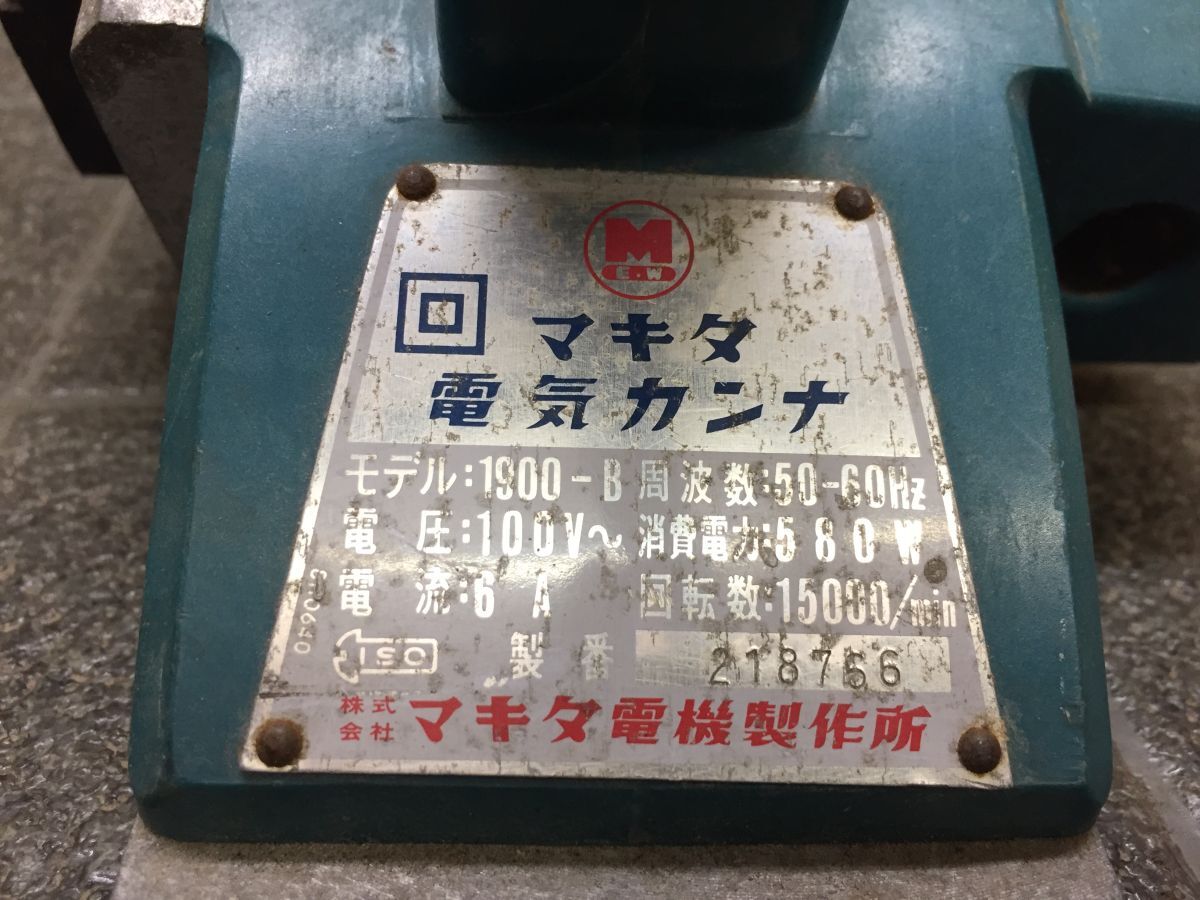 M
E.W
マキタ
電気カンナ
モデル:1900-B 周波数:50-60Hz
電 圧:100V~ 消費電力:580W
電 流:6A 回転数:15000/min
ISO 製番 218756
株式会社 マキタ電機製作所